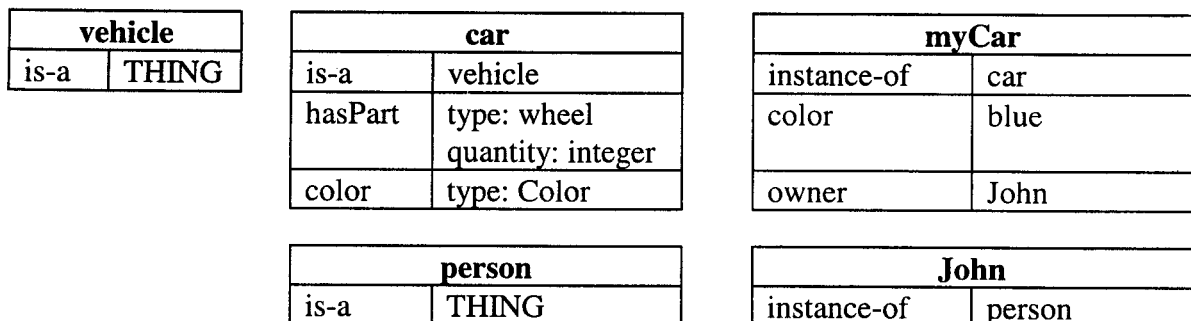 vehicle
is-a THING
car
is-a vehicle
hasPart type: wheel
quantity: integer
color type: Color
myCar
instance-of car
color blue
owner John
person
is-a THING
John
instance-of person